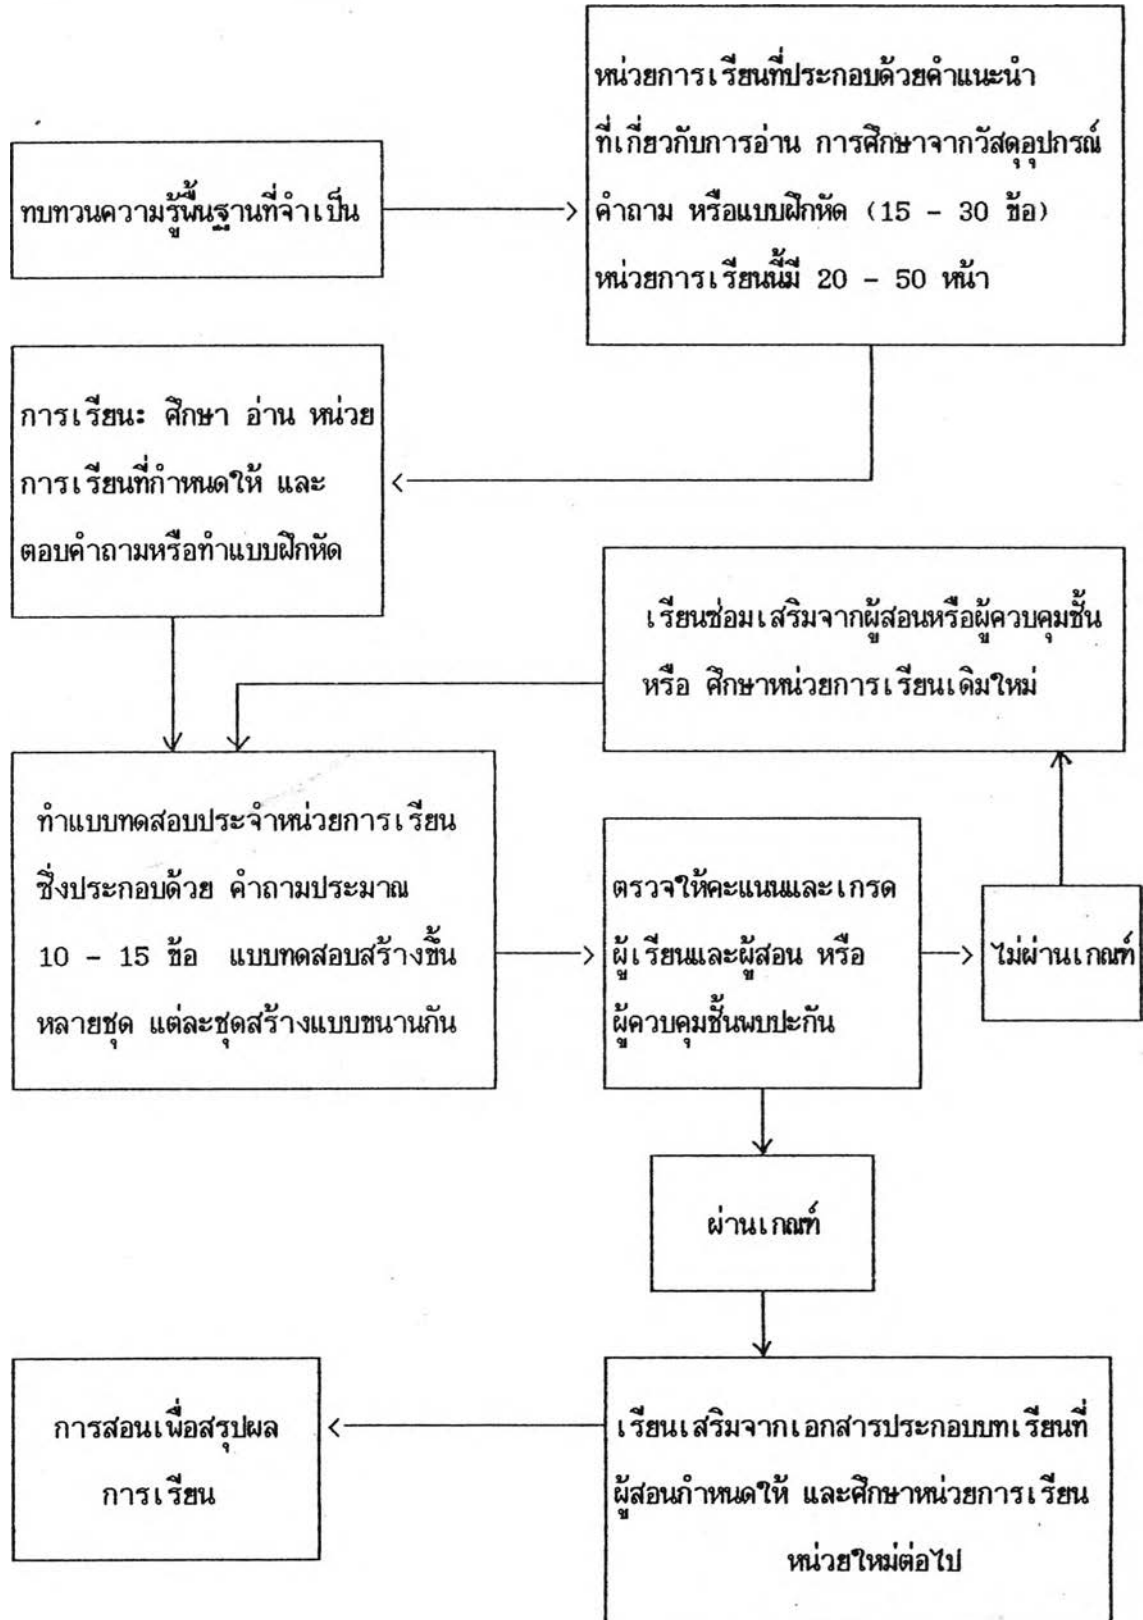 ทบทวนความรู้พื้นฐานที่จำเป็น
หน่วยการเรียนที่ประกอบด้วยคำแนะนำ
ที่เกี่ยวกับการอ่าน การศึกษาจากวัสดุอุปกรณ์
คำถาม หรือแบบฝึกหัด (15 - 30 ข้อ)
หน่วยการเรียนนี้มี 20 - 50 หน้า
การเรียน: ศึกษา อ่าน หน่วย
การเรียนที่กำหนดให้ และ
ตอบคำถามหรือทำแบบฝึกหัด
เรียนซ่อมเสริมจากผู้สอนหรือผู้ควบคุมชั้น
หรือ ศึกษาหน่วยการเรียนเดิมใหม่
ทำแบบทดสอบประจำหน่วยการเรียน
ซึ่งประกอบด้วย คำถามประมาณ
10 - 15 ข้อ แบบทดสอบสร้างขึ้น
หลายชุด แต่ละชุดสร้างแบบขนานกัน
ตรวจให้คะแนนและเกรด
ผู้เรียนและผู้สอน หรือ
ผู้ควบคุมชั้นพบปะกัน
ไม่ผ่านเกณฑ์
ผ่านเกณฑ์
เรียนเสริมจากเอกสารประกอบบทเรียนที่
ผู้สอนกำหนดให้ และศึกษาหน่วยการเรียน
หน่วยใหม่ต่อไป
การสอนเพื่อสรุปผล
การเรียน